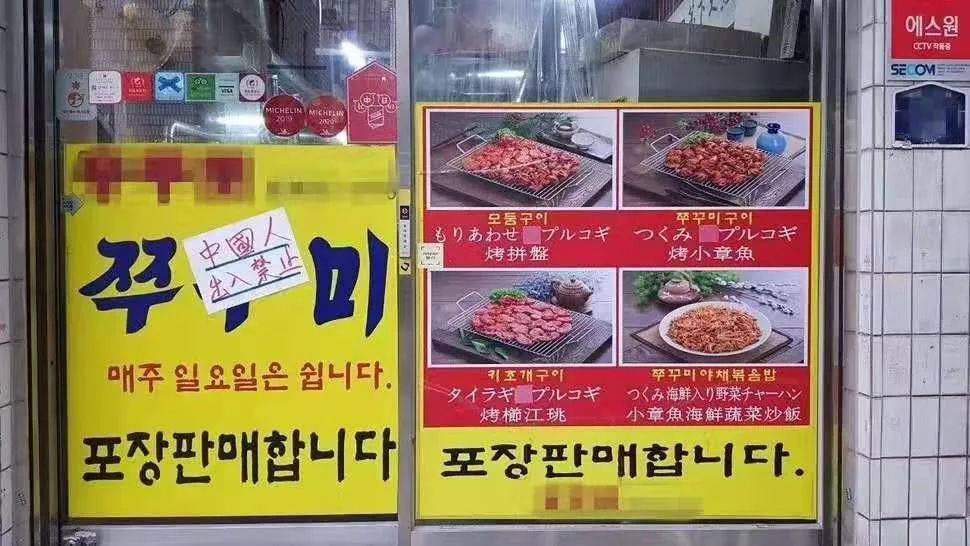 에스원
CCTV 작동중
SECOM
MICHELIN
2019
MICHELIN
2020
VISA
中國人
出入禁止
미
매주 일요일은 쉽니다.
포장판매합니다
모둠구이
もりあわせ プルコギ
烤拼盤
쭈꾸미구이
つくみ プルコギ
烤小章魚
키조개구이
タイラギ プルコギ
烤櫛江珧
쭈꾸미야채볶음밥
つくみ海鮮入り野菜チャーハン
小章魚海鮮蔬菜炒飯
포장판매합니다.